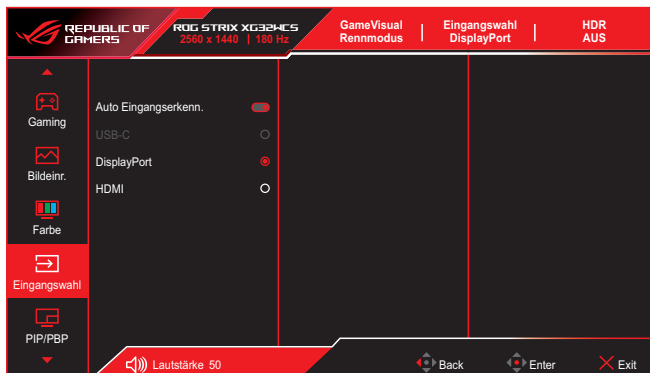 REPUBLIC OF
GAMERS
ROG STRIX XG32WCS
2560 x 1440 | 180 Hz
GameVisual
Rennmodus
Eingangswahl
DisplayPort
HDR
AUS
Gaming
Bildeinr.
Farbe
Eingangswahl
PIP/PBP
Auto Eingangserkenn.
USB-C
DisplayPort
HDMI
Lautstärke 50
Back
Enter
Exit